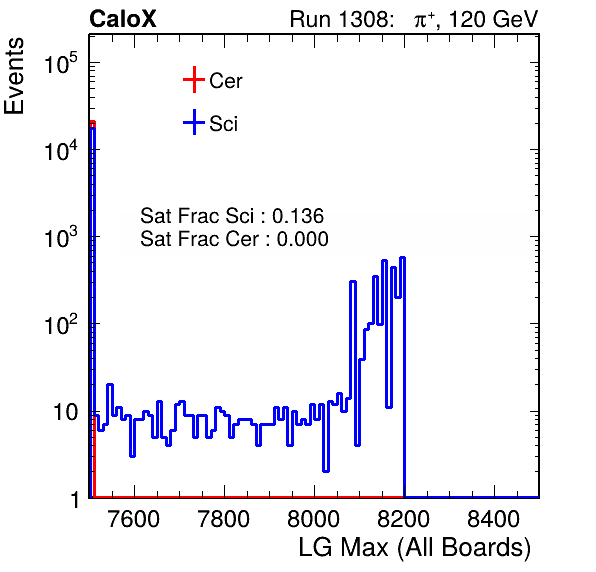 CaloX Run 1308: π⁺, 120 GeV
Events
Cer
Sci
Sat Frac Sci : 0.136
Sat Frac Cer : 0.000
10⁵
10⁴
10³
10²
10
1
7600 7800 8000 8200 8400
LG Max (All Boards)